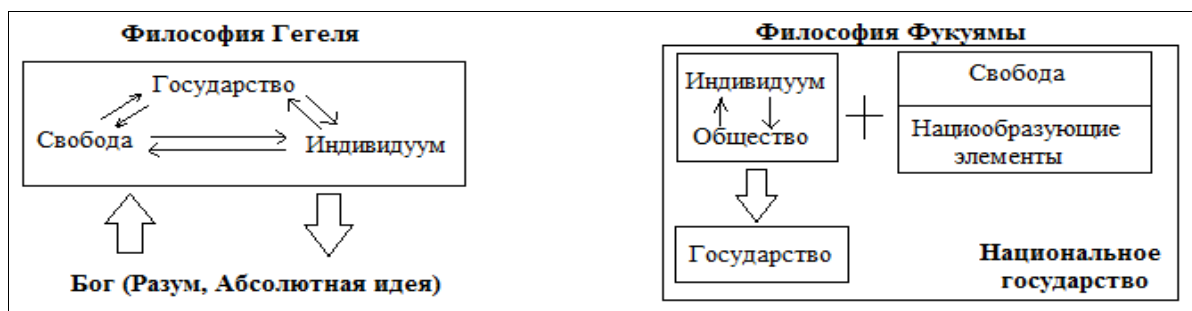 Философия Гегеля
Государство
Свобода
Индивидуум
Бог (Разум, Абсолютная идея)
Философия Фукуямы
Индивидуум
Общество
Свобода
Нациообразующие
элементы
Государство
Национальное
государство